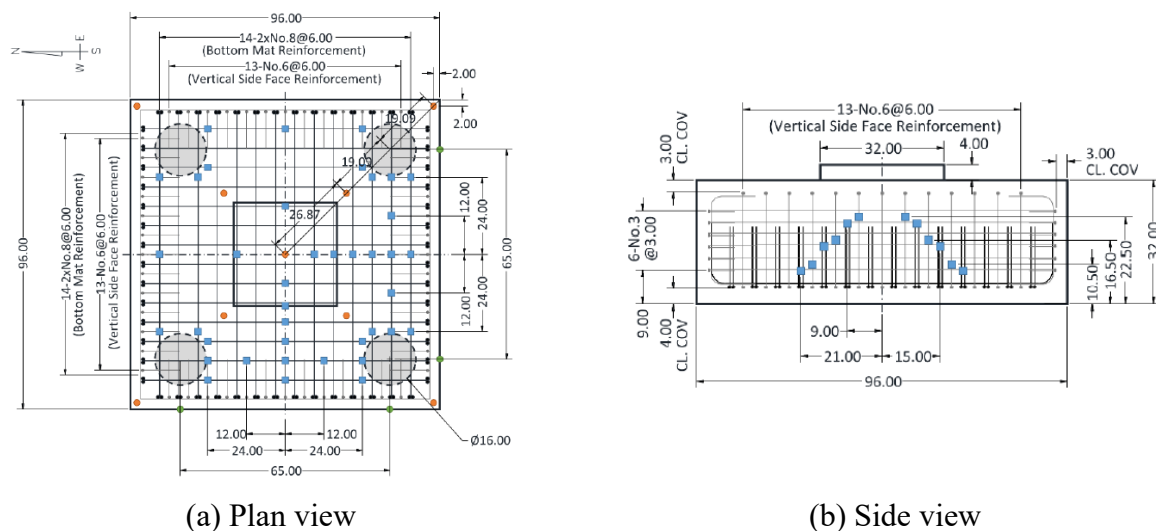 96.00
14-2xNo.8@6.00
(Bottom Mat Reinforcement)
13-No.6@6.00
(Vertical Side Face Reinforcement)
N
E
S
W
2.00
2.00
19.09
19.09
26.87
96.00
14-2xNo.8@6.00
(Bottom Mat Reinforcement)
13-No.6@6.00
(Vertical Side Face Reinforcement)
12.00
24.00
12.00
24.00
65.00
12.00
12.00
24.00
24.00
65.00
Ø16.00
(a) Plan view
13-No.6@6.00
(Vertical Side Face Reinforcement)
32.00
4.00
3.00
CL. COV
3.00
CL. COV
6-No.3
@3.00
9.00
4.00
CL. COV
10.50
16.50
22.50
32.00
9.00
21.00
15.00
96.00
(b) Side view